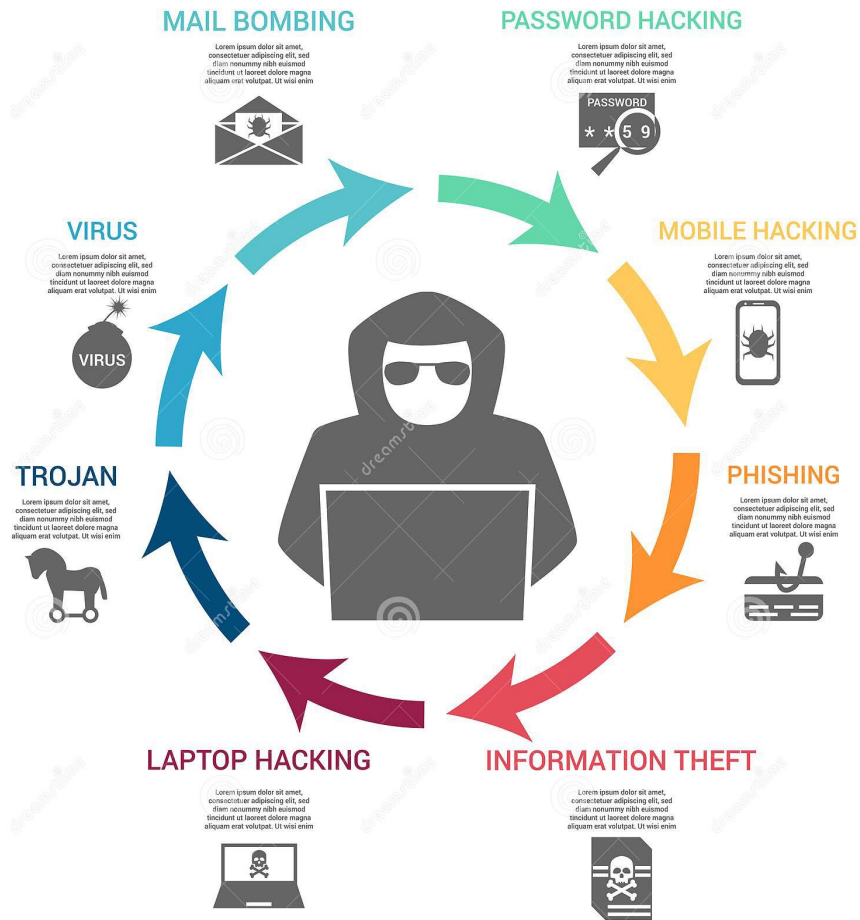 MAIL BOMBING
Lorem ipsum dolor sit amet,
consectetuer adipiscing elit, sed
diam nonummy nibh euismod
tincidunt ut laoreet dolore magna
aliquam erat volutpat. Ut wisi enim
PASSWORD HACKING
Lorem ipsum dolor sit amet,
consectetuer adipiscing elit, sed
diam nonummy nibh euismod
tincidunt ut laoreet dolore magna
aliquam erat volutpat. Ut wisi enim
PASSWORD
* * 5 9
VIRUS
Lorem ipsum dolor sit amet,
consectetuer adipiscing elit, sed
diam nonummy nibh euismod
tincidunt ut laoreet dolore magna
aliquam erat volutpat. Ut wisi enim
VIRUS
MOBILE HACKING
Lorem ipsum dolor sit amet,
consectetuer adipiscing elit, sed
diam nonummy nibh euismod
tincidunt ut laoreet dolore magna
aliquam erat volutpat. Ut wisi enim
TROJAN
Lorem ipsum dolor sit amet,
consectetuer adipiscing elit, sed
diam nonummy nibh euismod
tincidunt ut laoreet dolore magna
aliquam erat volutpat. Ut wisi enim
PHISHING
Lorem ipsum dolor sit amet,
consectetuer adipiscing elit, sed
diam nonummy nibh euismod
tincidunt ut laoreet dolore magna
aliquam erat volutpat. Ut wisi enim
LAPTOP HACKING
Lorem ipsum dolor sit amet,
consectetuer adipiscing elit, sed
diam nonummy nibh euismod
tincidunt ut laoreet dolore magna
aliquam erat volutpat. Ut wisi enim
INFORMATION THEFT
Lorem ipsum dolor sit amet,
consectetuer adipiscing elit, sed
diam nonummy nibh euismod
tincidunt ut laoreet dolore magna
aliquam erat volutpat. Ut wisi enim
dreamstime